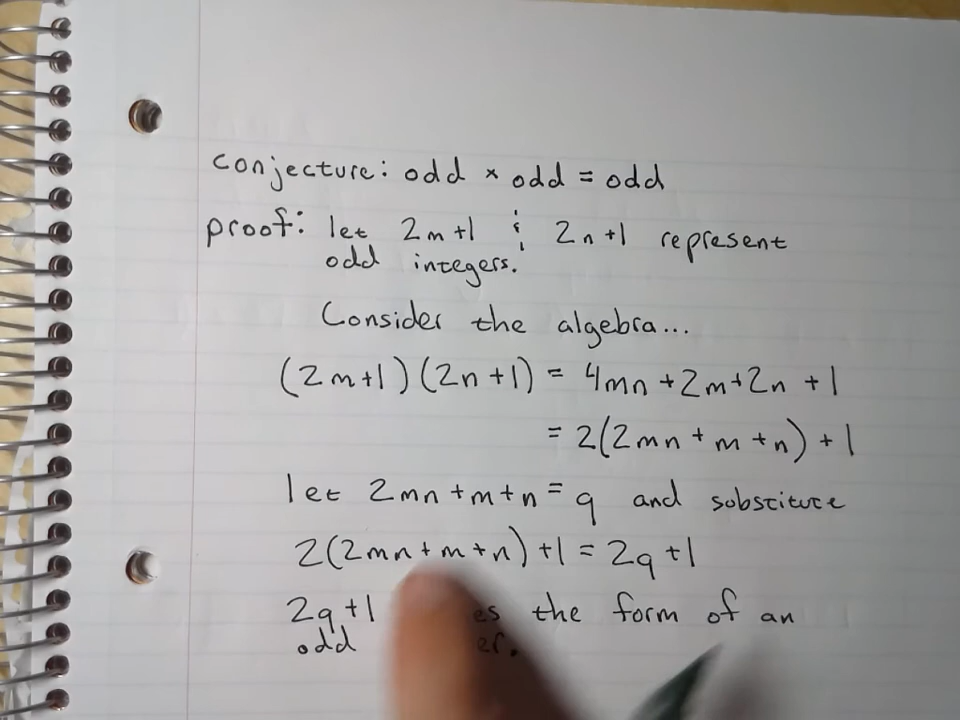 conjecture: odd × odd = odd
proof: let 2m+1 & 2n+1 represent
odd integers.
Consider the algebra...
(2m+1)(2n+1) = 4mn+2m+2n+1
= 2(2mn+m+n)+1
let 2mn+m+n=q and substitute
2(2mn+m+n)+1=2q+1
2q+1 the form of an
odd